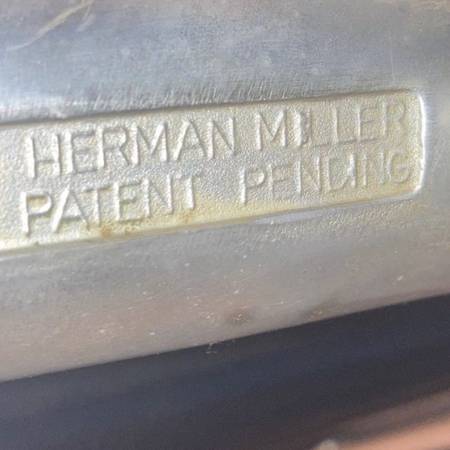 HERMAN MILLER
PATENT PENDING